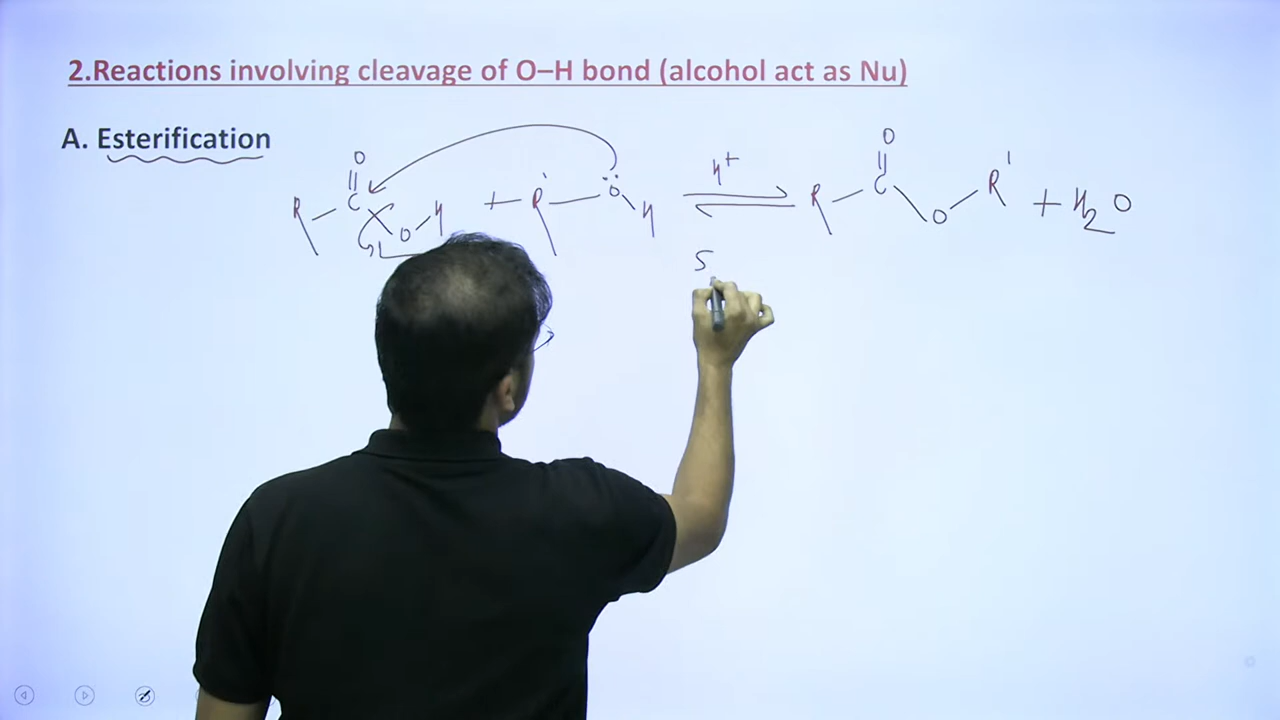 2.Reactions involving cleavage of O–H bond (alcohol act as Nu)
A. Esterification
O O
R C O H + R' O H H+ R C O R' + H2O
S